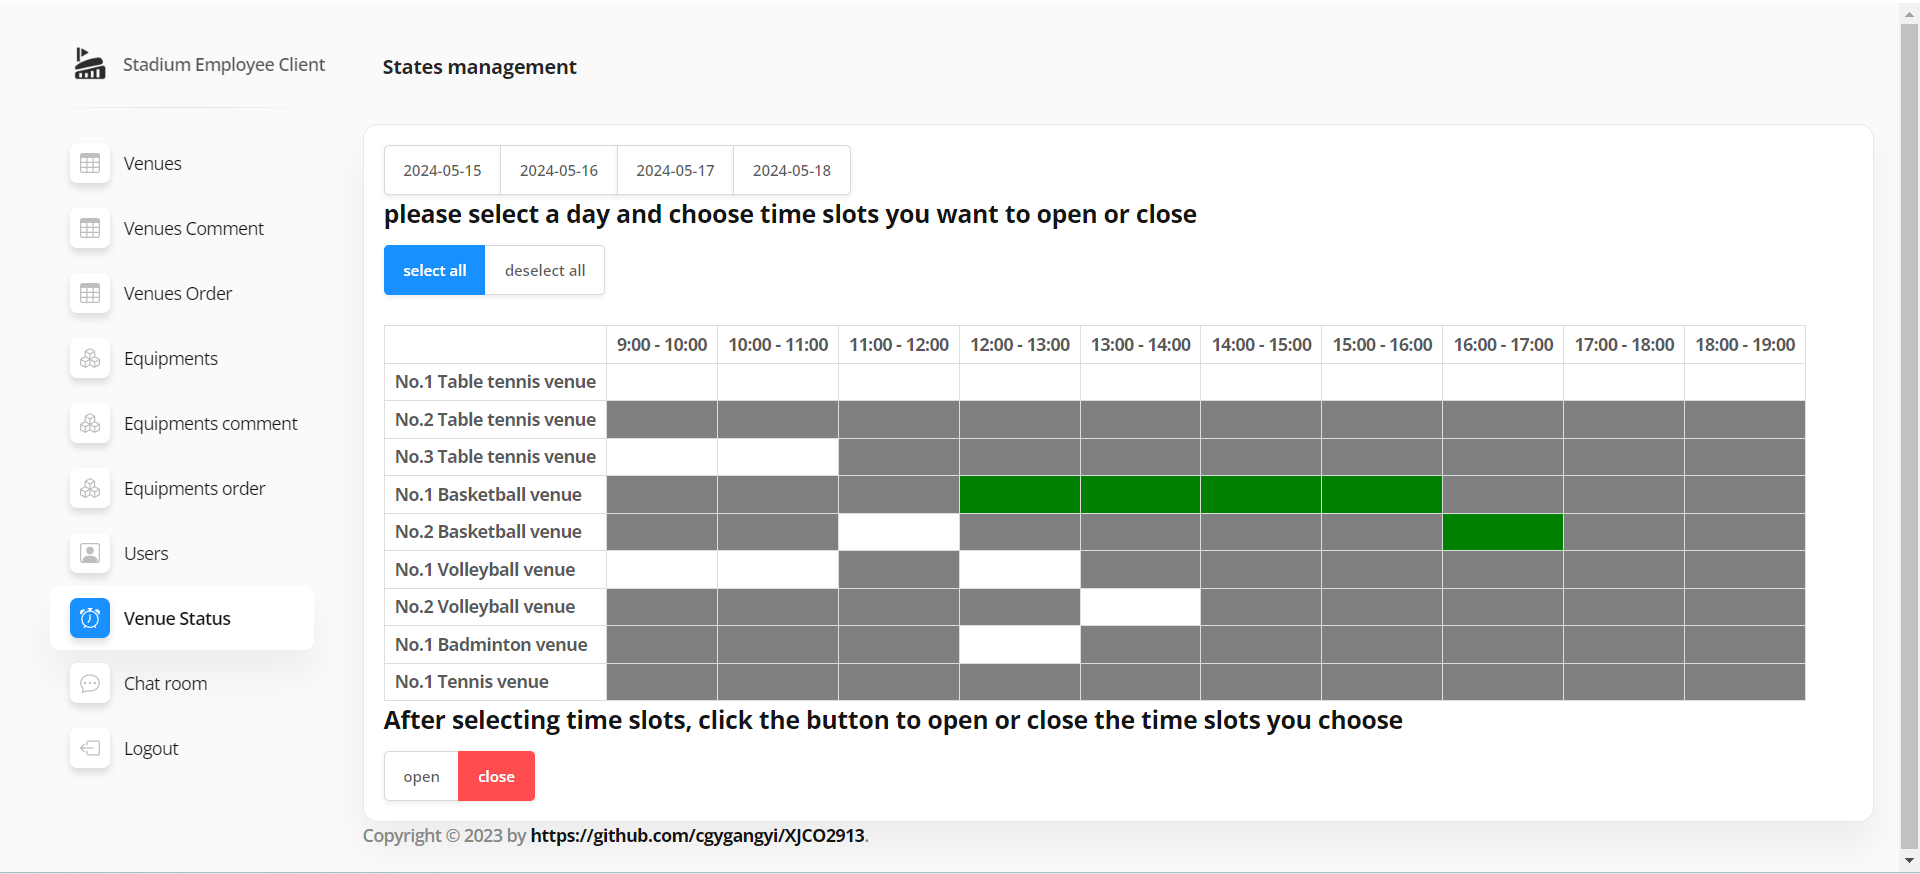 Stadium Employee Client
States management
Venues
Venues Comment
Venues Order
Equipments
Equipments comment
Equipments order
Users
Venue Status
Chat room
Logout
2024-05-15 2024-05-16 2024-05-17 2024-05-18
please select a day and choose time slots you want to open or close
select all deselect all
9:00 - 10:00 10:00 - 11:00 11:00 - 12:00 12:00 - 13:00 13:00 - 14:00 14:00 - 15:00 15:00 - 16:00 16:00 - 17:00 17:00 - 18:00 18:00 - 19:00
No.1 Table tennis venue
No.2 Table tennis venue
No.3 Table tennis venue
No.1 Basketball venue
No.2 Basketball venue
No.1 Volleyball venue
No.2 Volleyball venue
No.1 Badminton venue
No.1 Tennis venue
After selecting time slots, click the button to open or close the time slots you choose
open close
Copyright © 2023 by https://github.com/cgygangyi/XJCO2913.